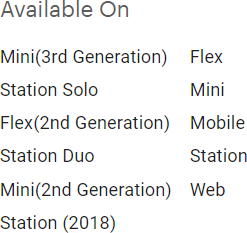 Available On
Mini(3rd Generation) Flex
Station Solo Mini
Flex(2nd Generation) Mobile
Station Duo Station
Mini(2nd Generation) Web
Station (2018)